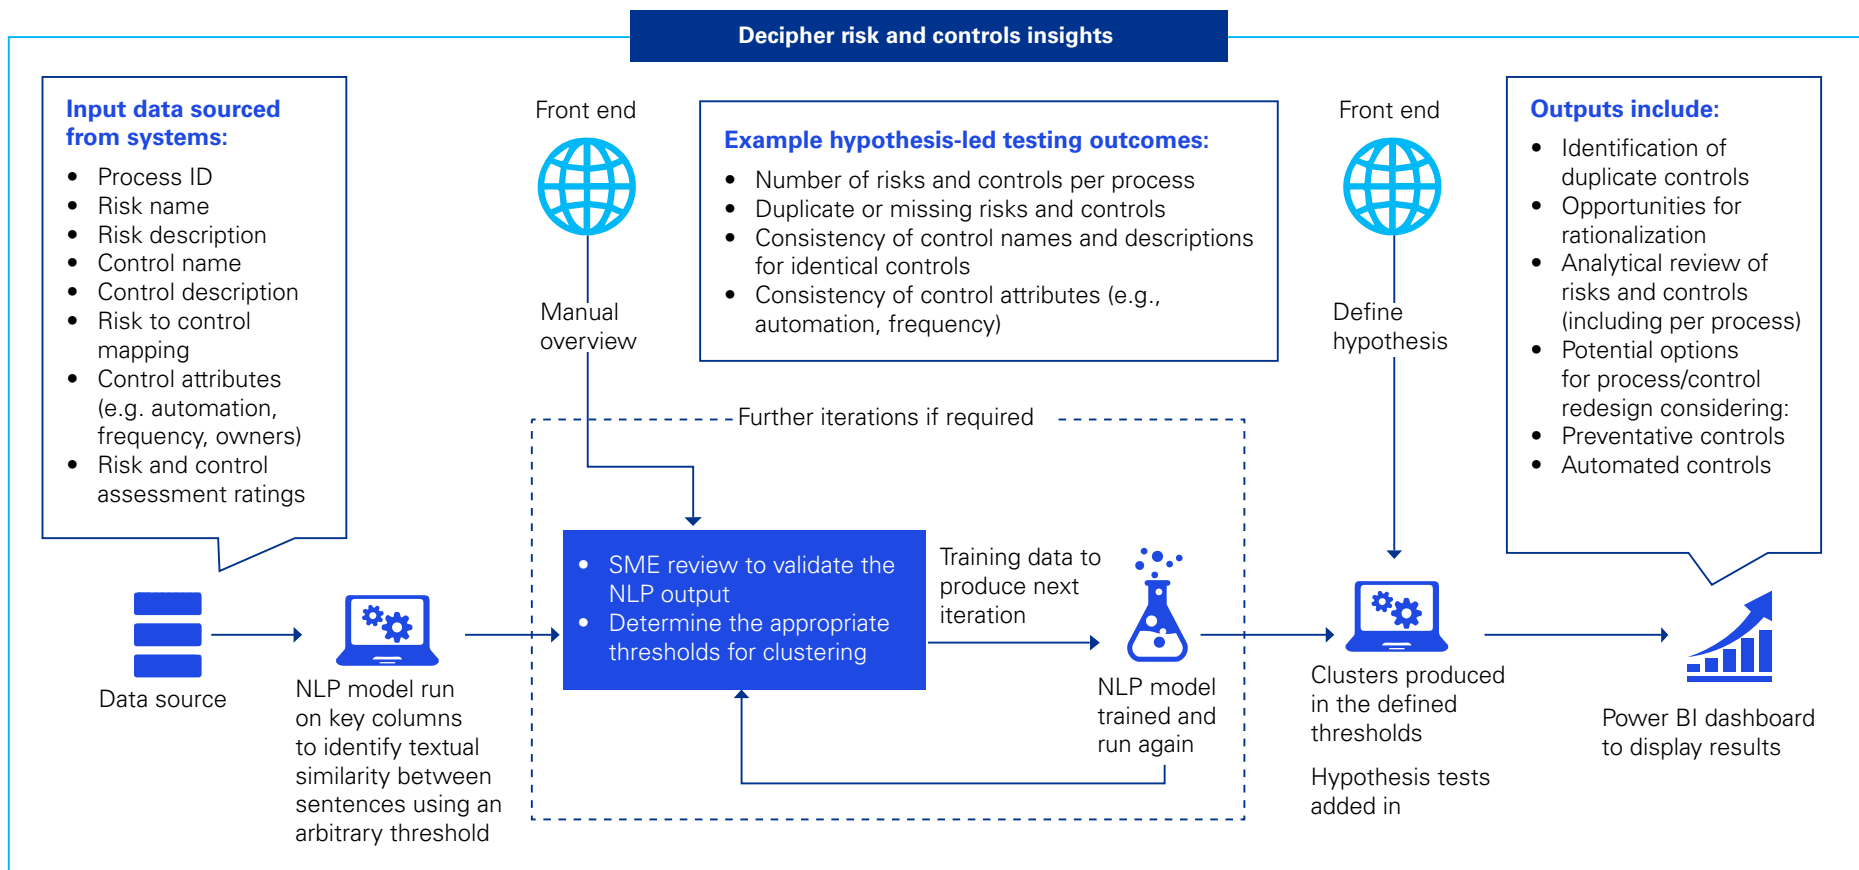 Decipher risk and controls insights
Input data sourced
from systems:
• Process ID
• Risk name
• Risk description
• Control name
• Control description
• Risk to control
mapping
• Control attributes
(e.g. automation,
frequency, owners)
• Risk and control
assessment ratings
Data source
NLP model run
on key columns
to identify textual
similarity between
sentences using an
arbitrary threshold
Front end
Manual
overview
Example hypothesis-led testing outcomes:
• Number of risks and controls per process
• Duplicate or missing risks and controls
• Consistency of control names and descriptions
for identical controls
• Consistency of control attributes (e.g.,
automation, frequency)
Further iterations if required
• SME review to validate the
NLP output
• Determine the appropriate
thresholds for clustering
Training data to
produce next
iteration
NLP model
trained and
run again
Front end
Define
hypothesis
Clusters produced
in the defined
thresholds
Hypothesis tests
added in
Outputs include:
• Identification of
duplicate controls
• Opportunities for
rationalization
• Analytical review of
risks and controls
(including per process)
• Potential options
for process/control
redesign considering:
• Preventative controls
• Automated controls
Power BI dashboard
to display results